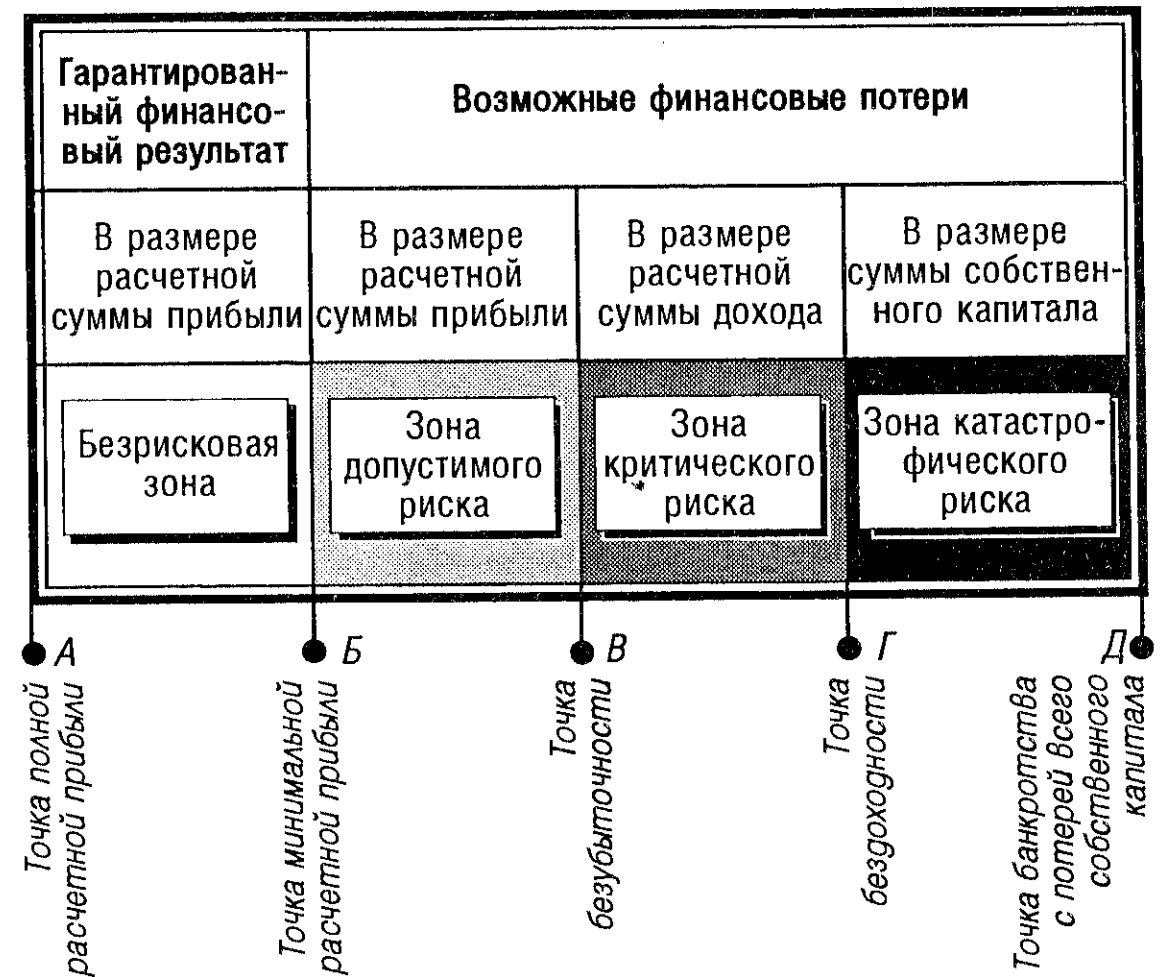 Гарантирован-
ный финансо-
вый результат
Возможные финансовые потери
В размере
расчетной
суммы прибыли
В размере
расчетной
суммы прибыли
В размере
расчетной
суммы дохода
В размере
суммы собствен-
ного капитала
Безрисковая
зона
Зона
допустимого
риска
Зона
критического
риска
Зона катастро-
фического
риска
А
Б
В
Г
Д
Точка полной
расчетной прибыли
Точка минимальной
расчетной прибыли
Точка
безубыточности
Точка
бездоходности
Точка банкротства
с потерей всего
собственного
капитала